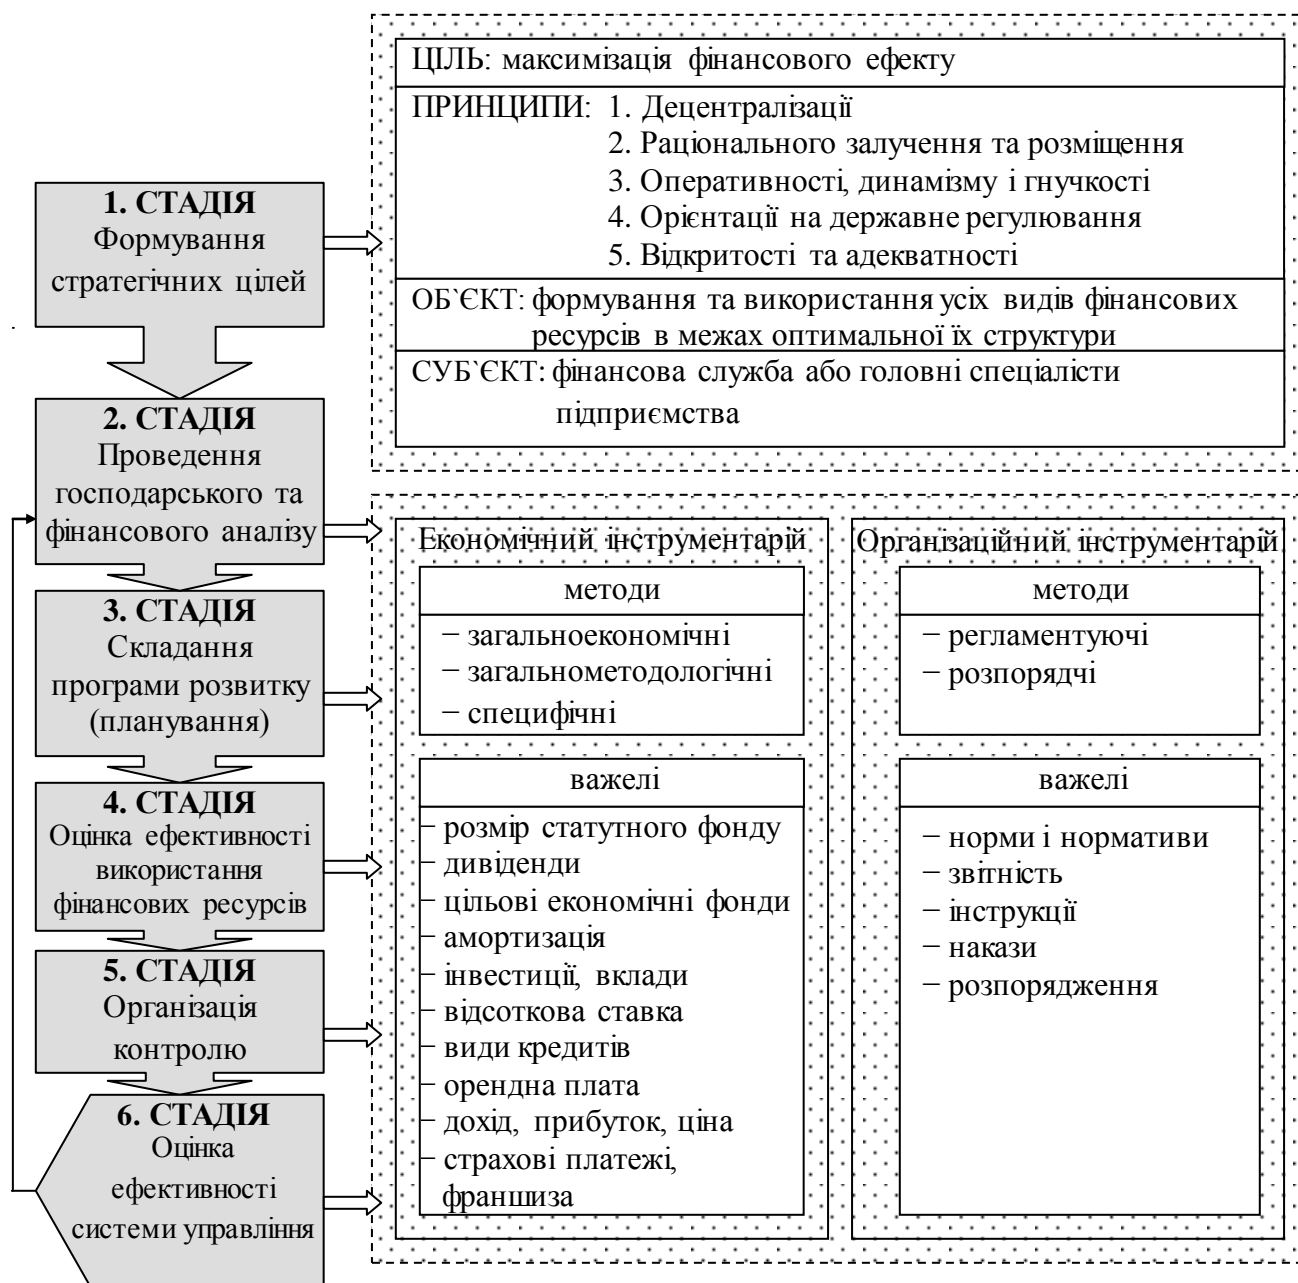 ЦІЛЬ: максимізація фінансового ефекту
ПРИНЦИПИ: 1. Децентралізації
2. Раціонального залучення та розміщення
3. Оперативності, динамізму і гнучкості
4. Орієнтації на державне регулювання
5. Відкритості та адекватності
ОБ`ЄКТ: формування та використання усіх видів фінансових
ресурсів в межах оптимальної їх структури
СУБ`ЄКТ: фінансова служба або головні спеціалісти
підприємства
1. СТАДІЯ
Формування
стратегічних цілей
2. СТАДІЯ
Проведення
господарського та
фінансового аналізу
3. СТАДІЯ
Складання
програми розвитку
(планування)
4. СТАДІЯ
Оцінка ефективності
використання
фінансових ресурсів
5. СТАДІЯ
Організація
контролю
6. СТАДІЯ
Оцінка
ефективності
системи управління
Економічний інструментарій
методи
− загальноекономічні
− загальнометодологічні
− специфічні
важелі
− розмір статутного фонду
− дивіденди
− цільові економічні фонди
− амортизація
− інвестиції, вклади
− відсоткова ставка
− види кредитів
− орендна плата
− дохід, прибуток, ціна
− страхові платежі,
франшиза
Організаційний інструментарій
методи
− регламентуючі
− розпорядчі
важелі
− норми і нормативи
− звітність
− інструкції
− накази
− розпорядження